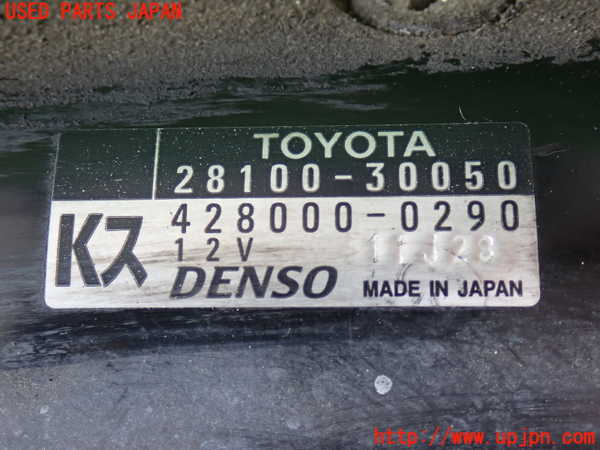 USED PARTS JAPAN
TOYOTA
28100-30050
Kス
428000-0290
12V
DENSO
MADE IN JAPAN
(C)UPJ
http://www.upjpn.com/